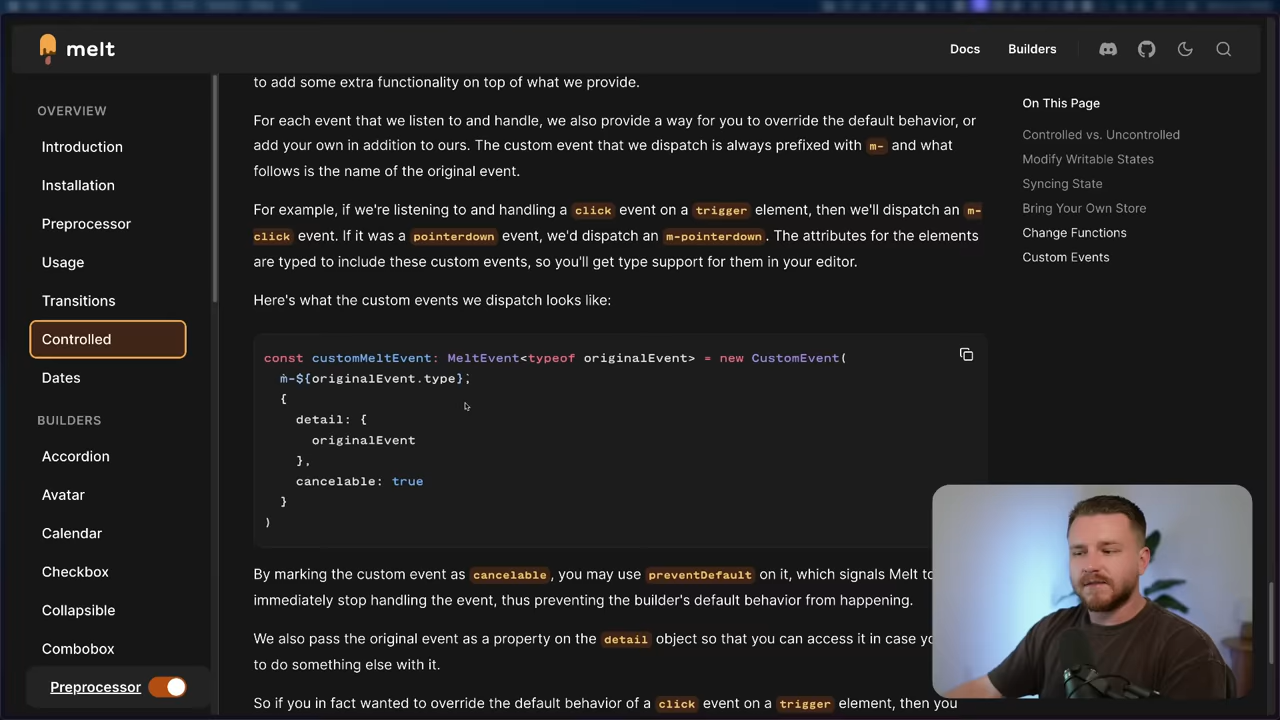 melt
Docs
Builders
OVERVIEW
Introduction
Installation
Preprocessor
Usage
Transitions
Controlled
Dates
BUILDERS
Accordion
Avatar
Calendar
Checkbox
Collapsible
Combobox
Preprocessor
to add some extra functionality on top of what we provide.
For each event that we listen to and handle, we also provide a way for you to override the default behavior, or
add your own in addition to ours. The custom event that we dispatch is always prefixed with m- and what
follows is the name of the original event.
For example, if we're listening to and handling a click event on a trigger element, then we'll dispatch an m-
click event. If it was a pointerdown event, we'd dispatch an m-pointerdown. The attributes for the elements
are typed to include these custom events, so you'll get type support for them in your editor.
Here's what the custom events we dispatch looks like:
const customMeltEvent: MeltEvent<typeof originalEvent> = new CustomEvent(
`m-${originalEvent.type}`,
{
detail: {
originalEvent
},
cancelable: true
}
)
By marking the custom event as cancelable, you may use preventDefault on it, which signals Melt to
immediately stop handling the event, thus preventing the builder's default behavior from happening.
We also pass the original event as a property on the detail object so that you can access it in case
to do something else with it.
So if you in fact wanted to override the default behavior of a click event on a trigger element, then you
On This Page
Controlled vs. Uncontrolled
Modify Writable States
Syncing State
Bring Your Own Store
Change Functions
Custom Events